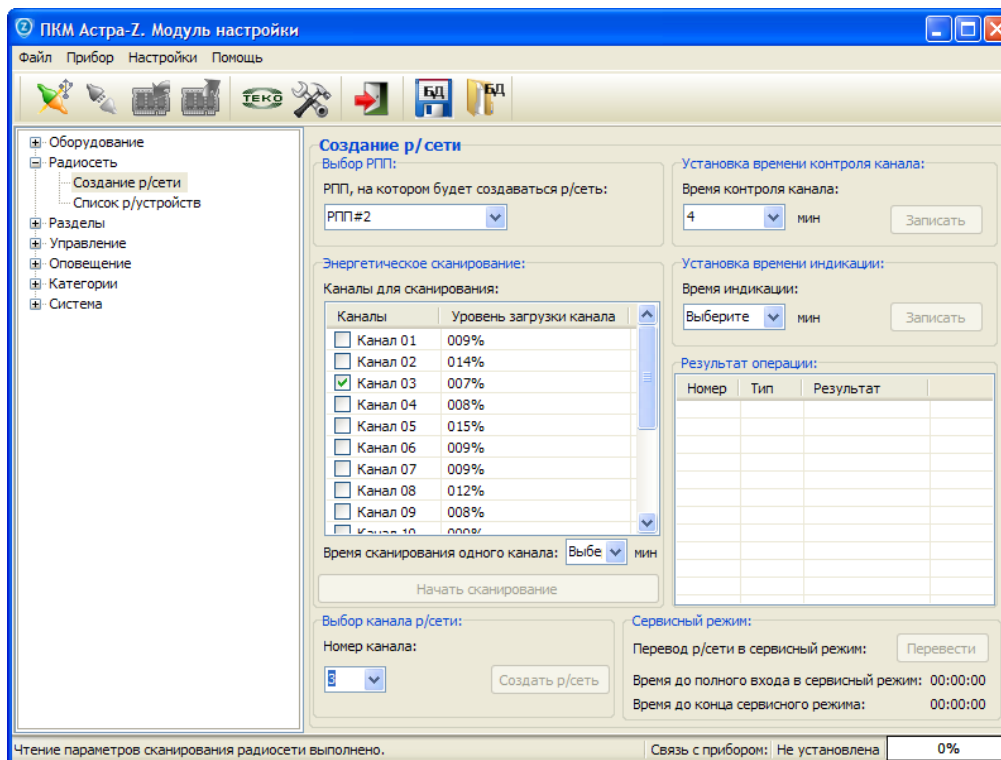 ПКМ Астра-Z. Модуль настройки
Файл Прибор Настройки Помощь
ТЕКО БД БД
Оборудование
Радиосеть
Создание р/сети
Список р/устройств
Разделы
Управление
Оповещение
Категории
Система
Создание р/сети
Выбор РПП:
РПП, на котором будет создаваться р/сеть:
РПП#2
Установка времени контроля канала:
Время контроля канала:
4 мин Записать
Энергетическое сканирование:
Каналы для сканирования:
Каналы Уровень загрузки канала
Канал 01 009%
Канал 02 014%
Канал 03 007%
Канал 04 008%
Канал 05 015%
Канал 06 009%
Канал 07 009%
Канал 08 012%
Канал 09 008%
Канал 10
Время сканирования одного канала: Выбе мин
Начать сканирование
Установка времени индикации:
Время индикации:
Выберите мин Записать
Результат операции:
Номер Тип Результат
Выбор канала р/сети:
Номер канала:
3 Создать р/сеть
Сервисный режим:
Перевод р/сети в сервисный режим: Перевести
Время до полного входа в сервисный режим: 00:00:00
Время до конца сервисного режима: 00:00:00
Чтение параметров сканирования радиосети выполнено. Связь с прибором: Не установлена 0%